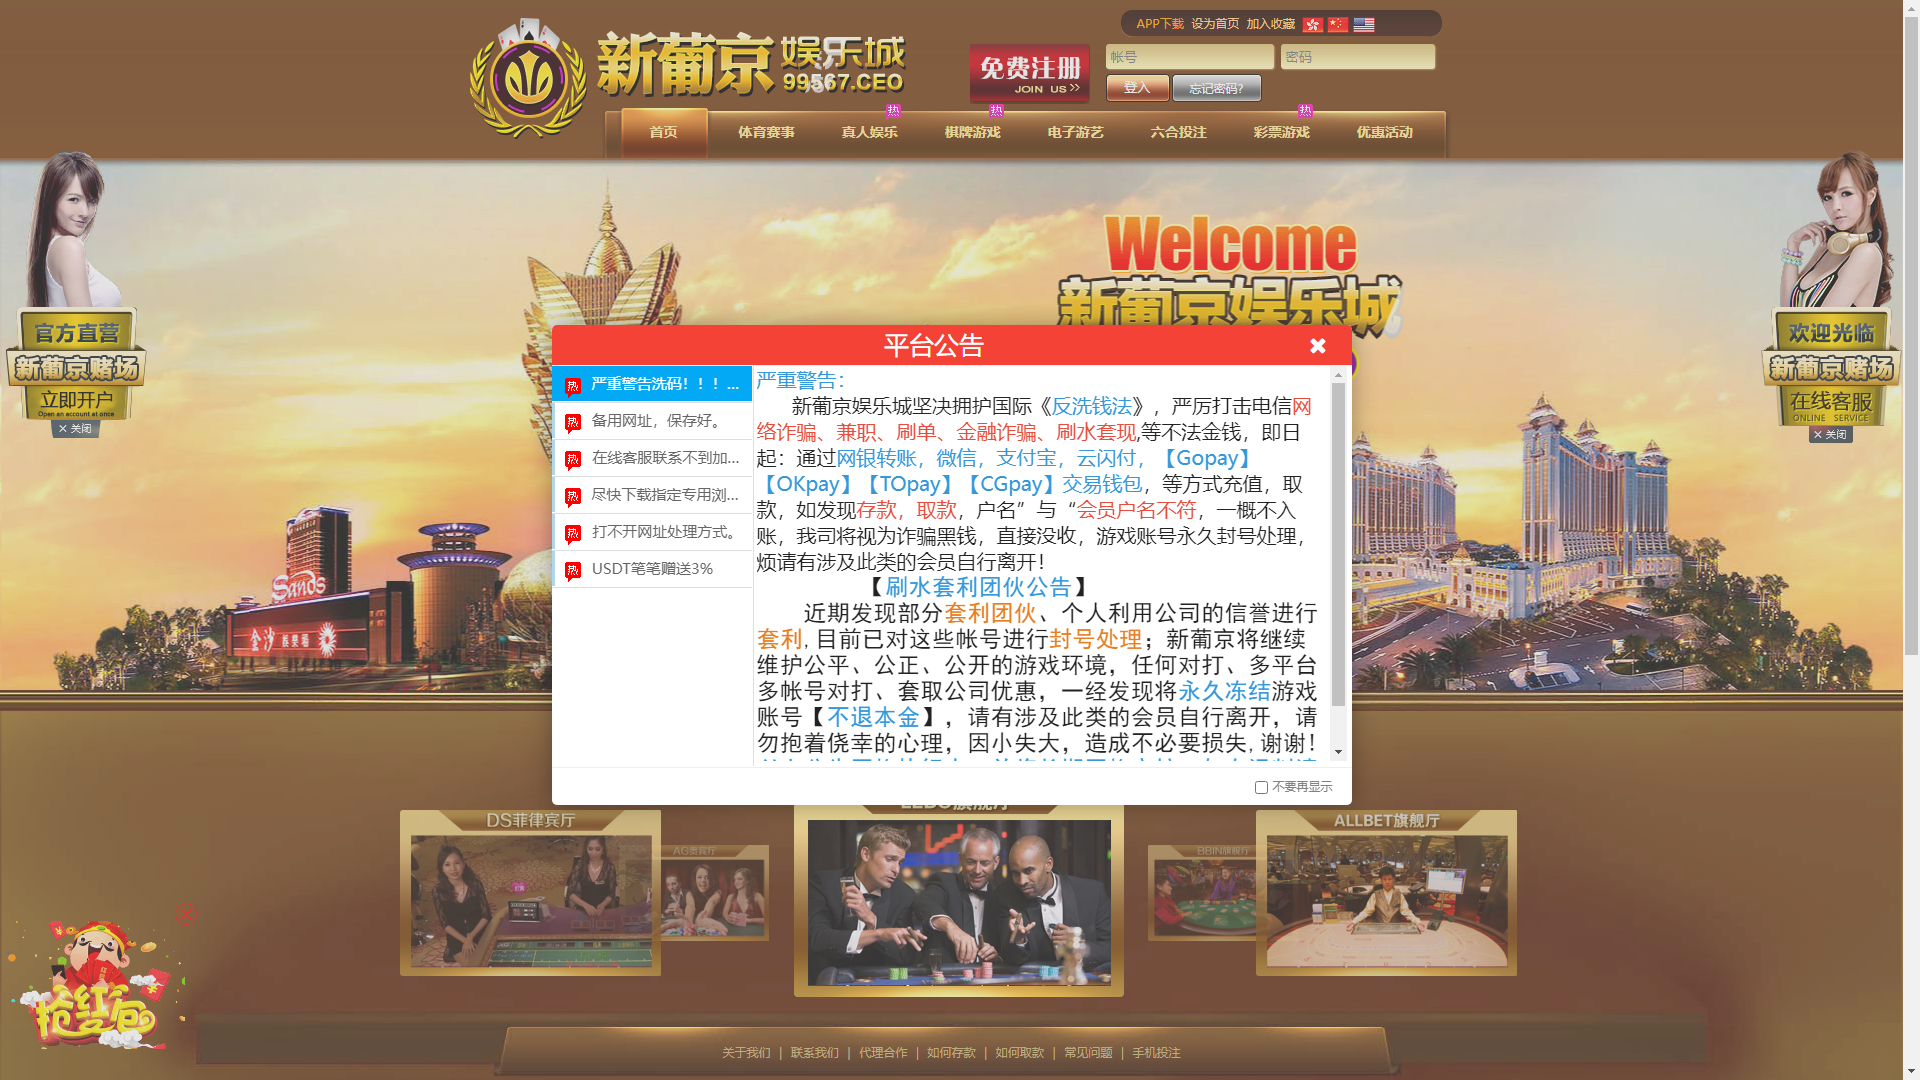 APP下载 设为首页 加入收藏
新葡京娱乐城
99567.CEO
免费注册
JOIN US
帐号
密码
登入
忘记密码?
首页
体育赛事
真人娱乐
热
棋牌游戏
热
电子游艺
六合投注
彩票游戏
热
优惠活动
Welcome
新葡京娱乐城
官方直营
新葡京赌场
立即开户
Open an account at once
关闭
欢迎光临
新葡京赌场
在线客服
ONLINE SERVICE
关闭
Sands
金沙
平台公告
热 严重警告洗码！！！...
热 备用网址，保存好。
热 在线客服联系不到加...
热 尽快下载指定专用浏...
热 打不开网址处理方式。
热 USDT笔笔赠送3%
严重警告：
新葡京娱乐城坚决拥护国际《反洗钱法》，严厉打击电信网
络诈骗、兼职、刷单、金融诈骗、刷水套现,等不法金钱，即日
起：通过网银转账，微信，支付宝，云闪付，【Gopay】
【OKpay】【TOpay】【CGpay】交易钱包，等方式充值，取
款，如发现存款，取款，户名”与“会员户名不符，一概不入
账，我司将视为诈骗黑钱，直接没收，游戏账号永久封号处理，
烦请有涉及此类的会员自行离开！
【刷水套利团伙公告】
近期发现部分套利团伙、个人利用公司的信誉进行
套利,目前已对这些帐号进行封号处理；新葡京将继续
维护公平、公正、公开的游戏环境，任何对打、多平台
多帐号对打、套取公司优惠，一经发现将永久冻结游戏
账号【不退本金】，请有涉及此类的会员自行离开，请
勿抱着侥幸的心理，因小失大，造成不必要损失,谢谢！
不要再显示
DS菲律宾厅
AG贵宾厅
BBIN旗舰厅
ALLBET旗舰厅
抢红包
关于我们 | 联系我们 | 代理合作 | 如何存款 | 如何取款 | 常见问题 | 手机投注